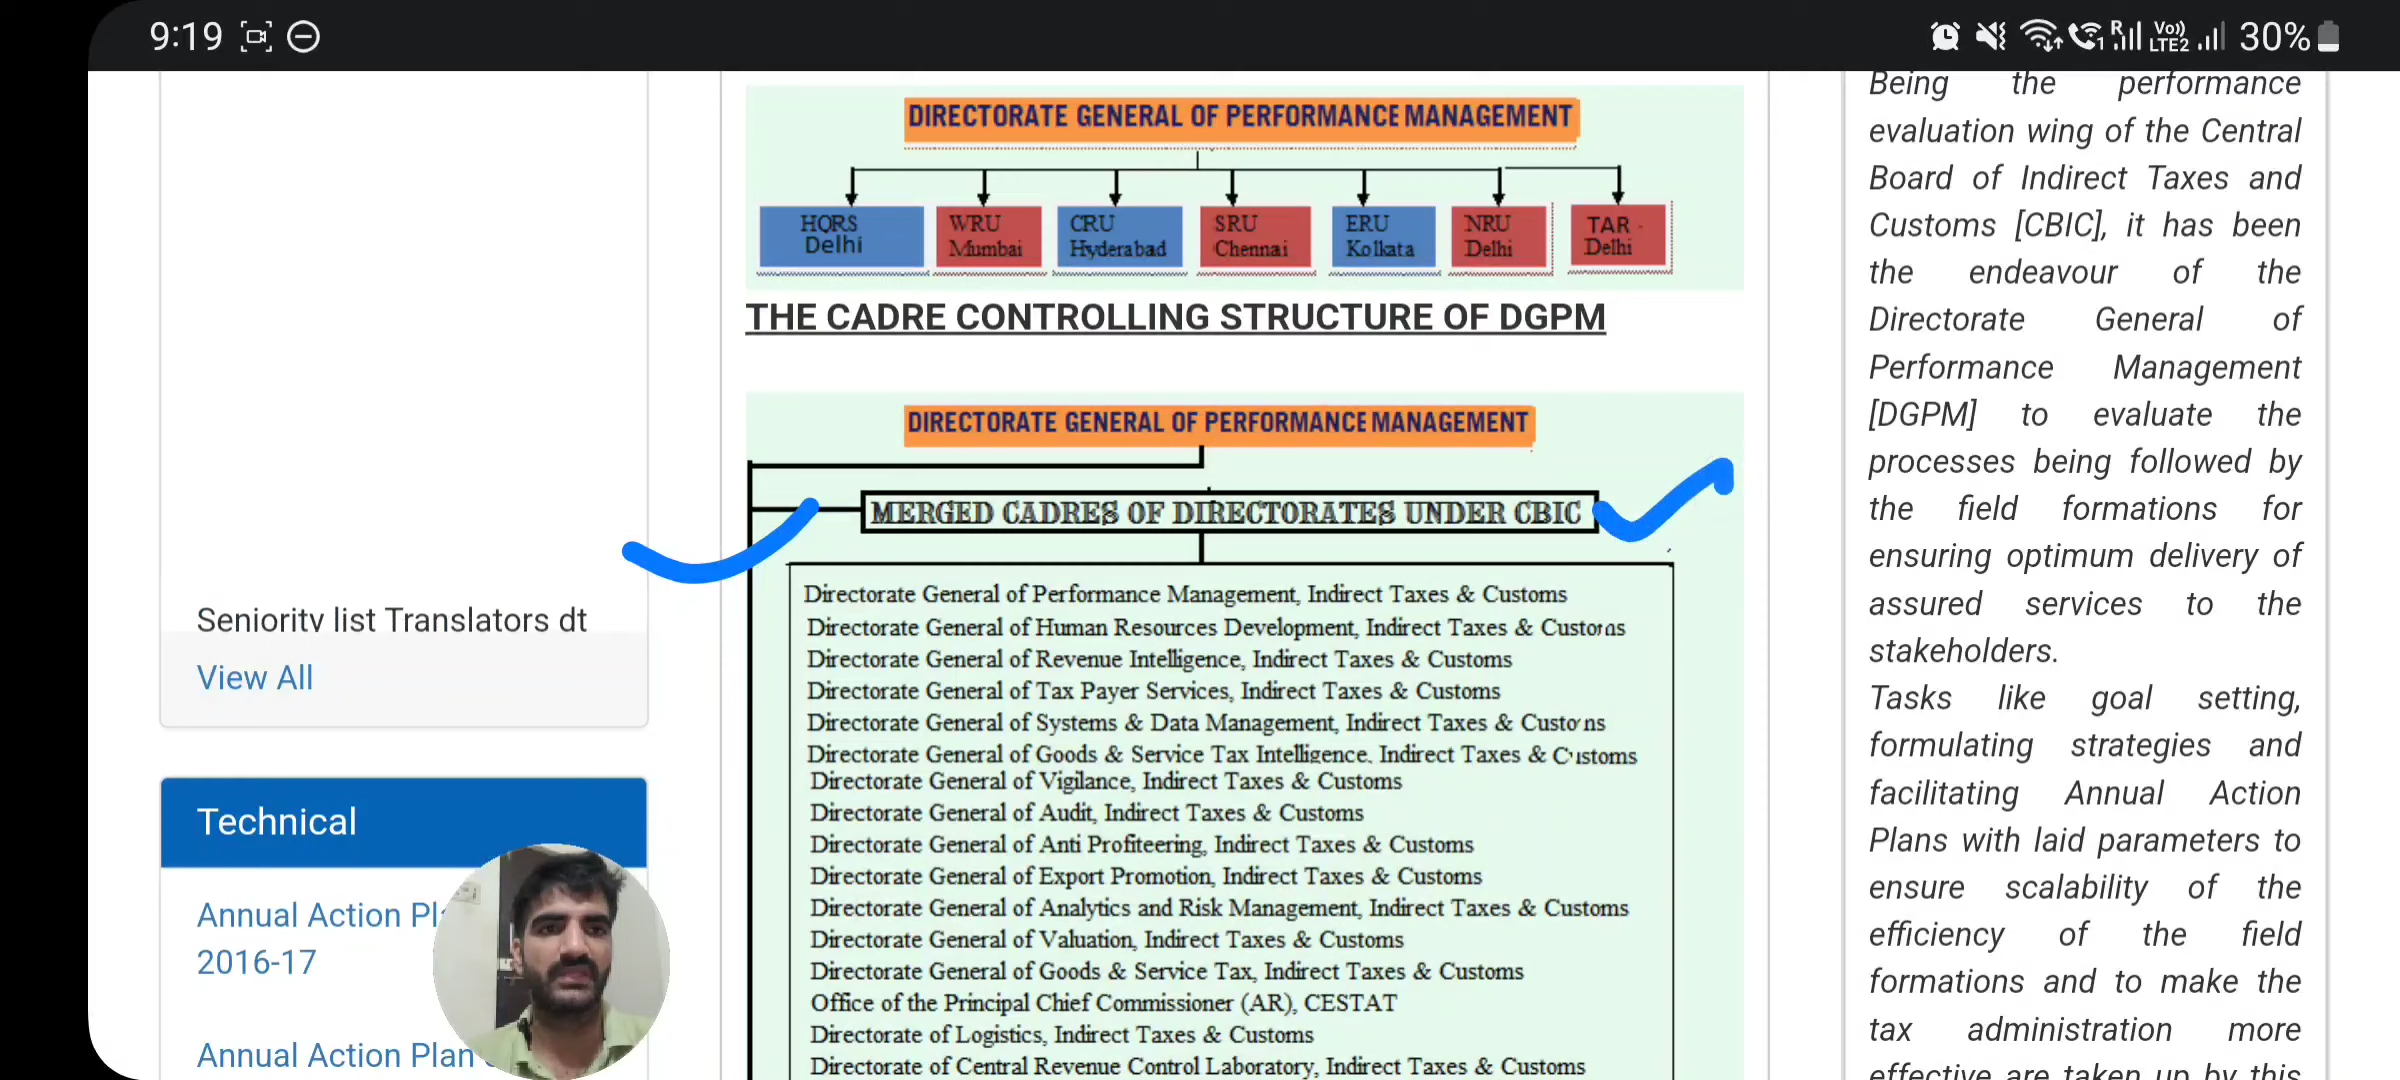 9:19
R
Vo))
LTE2
30%
Seniority list Translators dt
View All
Technical
Annual Action
2016-17
Annual Action Plan
DIRECTORATE GENERAL OF PERFORMANCE MANAGEMENT
HQRS
Delhi
WRU
Mumbai
CRU
Hyderabad
SRU
Chennai
ERU
Kolkata
NRU
Delhi
TAR -
Delhi
THE CADRE CONTROLLING STRUCTURE OF DGPM
DIRECTORATE GENERAL OF PERFORMANCE MANAGEMENT
MERGED CADRES OF DIRECTORATES UNDER CBIC
Directorate General of Performance Management, Indirect Taxes & Customs
Directorate General of Human Resources Development, Indirect Taxes & Customs
Directorate General of Revenue Intelligence, Indirect Taxes & Customs
Directorate General of Tax Payer Services, Indirect Taxes & Customs
Directorate General of Systems & Data Management, Indirect Taxes & Customs
Directorate General of Goods & Service Tax Intelligence, Indirect Taxes & Customs
Directorate General of Vigilance, Indirect Taxes & Customs
Directorate General of Audit, Indirect Taxes & Customs
Directorate General of Anti Profiteering, Indirect Taxes & Customs
Directorate General of Export Promotion, Indirect Taxes & Customs
Directorate General of Analytics and Risk Management, Indirect Taxes & Customs
Directorate General of Valuation, Indirect Taxes & Customs
Directorate General of Goods & Service Tax, Indirect Taxes & Customs
Office of the Principal Chief Commissioner (AR), CESTAT
Directorate of Logistics, Indirect Taxes & Customs
Directorate of Central Revenue Control Laboratory, Indirect Taxes & Customs
Being the performance
evaluation wing of the Central
Board of Indirect Taxes and
Customs [CBIC], it has been
the endeavour of the
Directorate General of
Performance Management
[DGPM] to evaluate the
processes being followed by
the field formations for
ensuring optimum delivery of
assured services to the
stakeholders.
Tasks like goal setting,
formulating strategies and
facilitating Annual Action
Plans with laid parameters to
ensure scalability of the
efficiency of the field
formations and to make the
tax administration more
effective are taken up by this